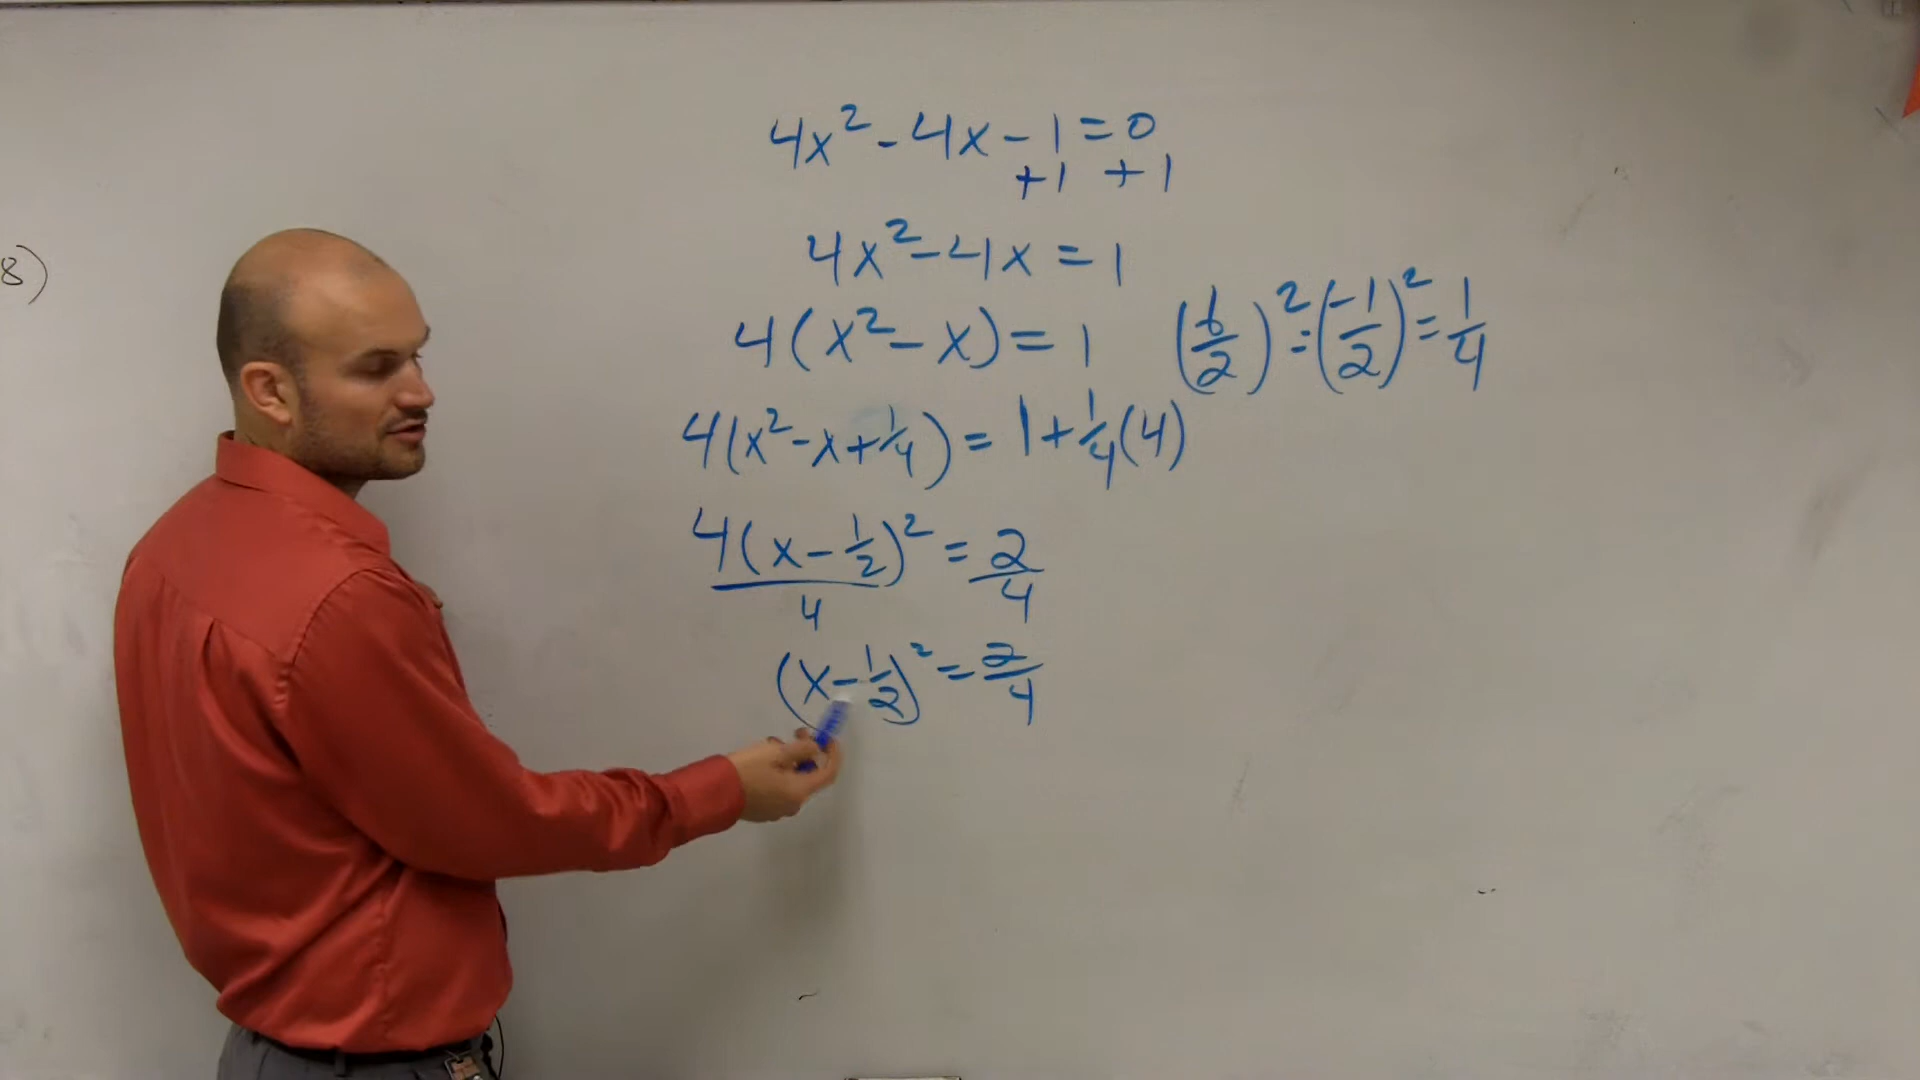 4x² - 4x - 1 = 0
+1 +1
8)
4x² - 4x = 1
4(x² - x) = 1 (b/2)² = (-1/2)² = 1/4
4(x² - x + 1/4) = 1 + 1/4(4)
4(x - 1/2)² = 2
4 4
(x - 1/2)² = 2/4